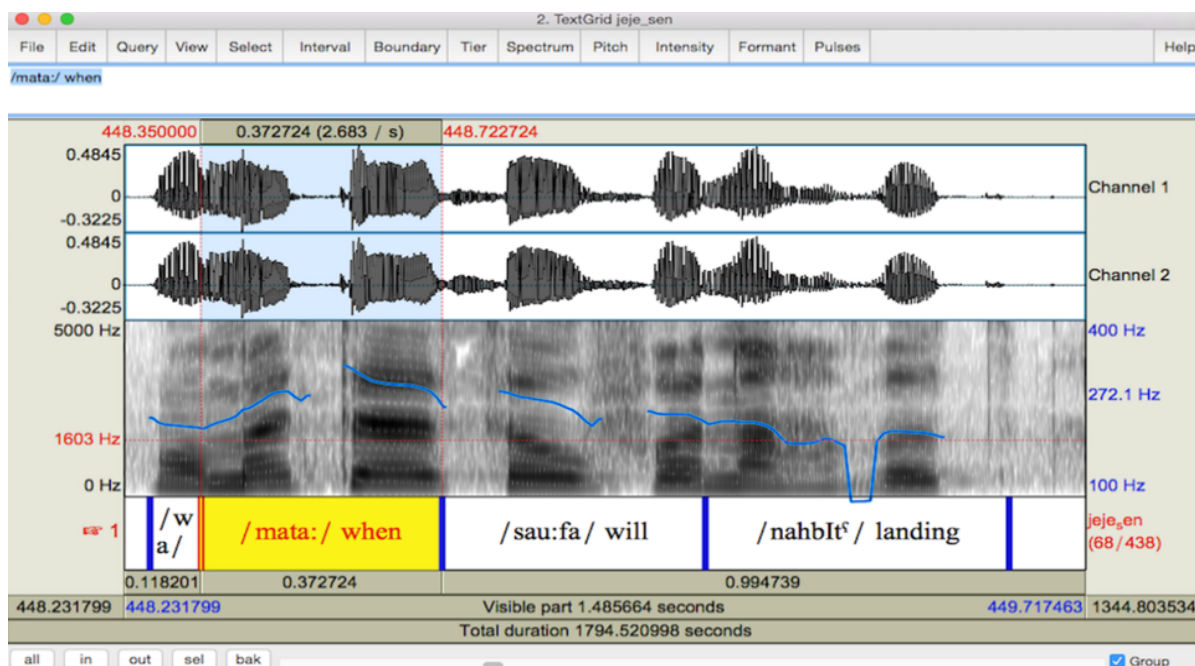 2. TextGrid jeje_sen
File Edit Query View Select Interval Boundary Tier Spectrum Pitch Intensity Formant Pulses Help
/mata:/ when
448.350000 0.372724 (2.683 / s) 448.722724
0.4845
0
-0.3225
Channel 1
0.4845
0
-0.3225
Channel 2
5000 Hz 400 Hz
272.1 Hz
1603 Hz
0 Hz 100 Hz
☞ 1 /wa/ /mata:/ when /sau:fa/ will /nahbItˤ/ landing jejeₛen
(68/438)
0.118201 0.372724 0.994739
448.231799 448.231799 Visible part 1.485664 seconds 449.717463 1344.803534
Total duration 1794.520998 seconds
all in out sel bak Group